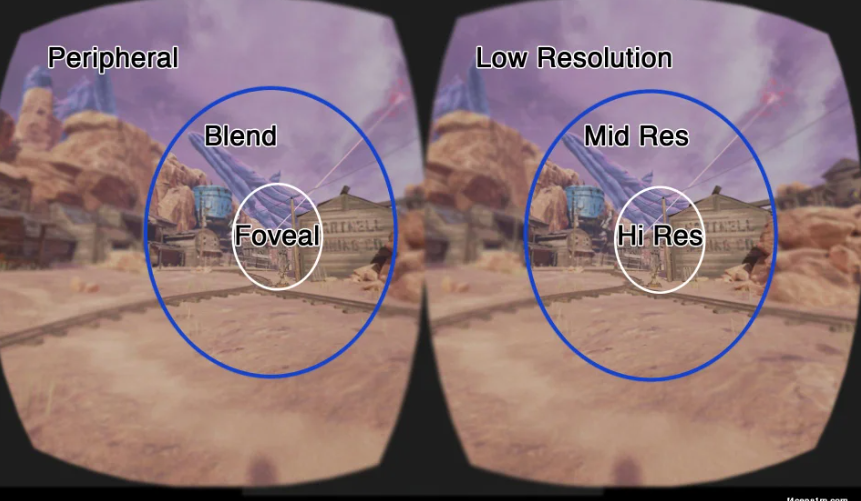 Peripheral
Low Resolution
Blend
Mid Res
Foveal
Hi Res